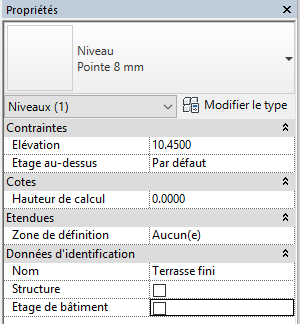 Propriétés
Niveau
Pointe 8 mm
Niveaux (1) Modifier le type
Contraintes
Elévation 10.4500
Etage au-dessus Par défaut
Cotes
Hauteur de calcul 0.0000
Etendues
Zone de définition Aucun(e)
Données d'identification
Nom Terrasse fini
Structure
Etage de bâtiment